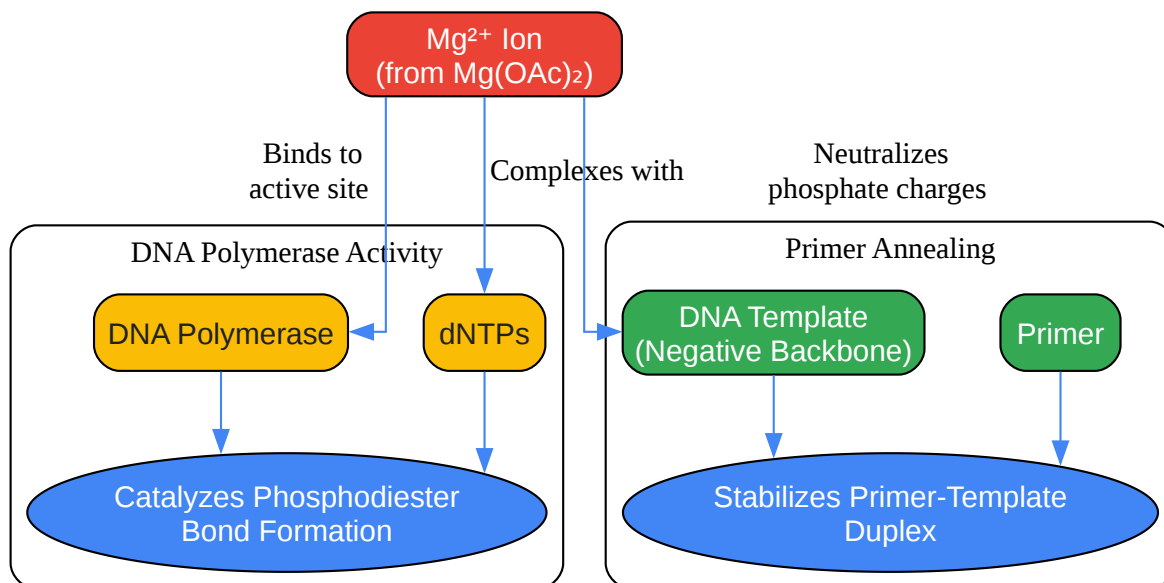 Mg²⁺ Ion
(from Mg(OAc)₂)
Binds to
active site
Complexes with
Neutralizes
phosphate charges
DNA Polymerase Activity
Primer Annealing
DNA Polymerase
dNTPs
DNA Template
(Negative Backbone)
Primer
Catalyzes Phosphodiester
Bond Formation
Stabilizes Primer-Template
Duplex